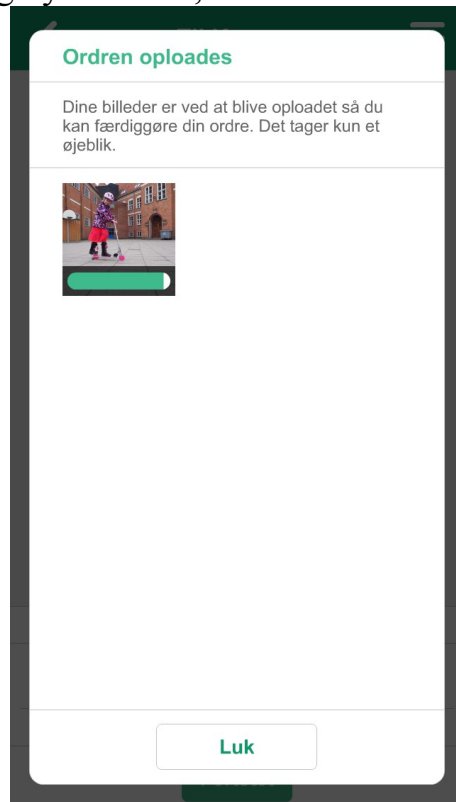 Ordren oploades
Dine billeder er ved at blive oploadet så du
kan færdiggøre din ordre. Det tager kun et
øjeblik.
Luk